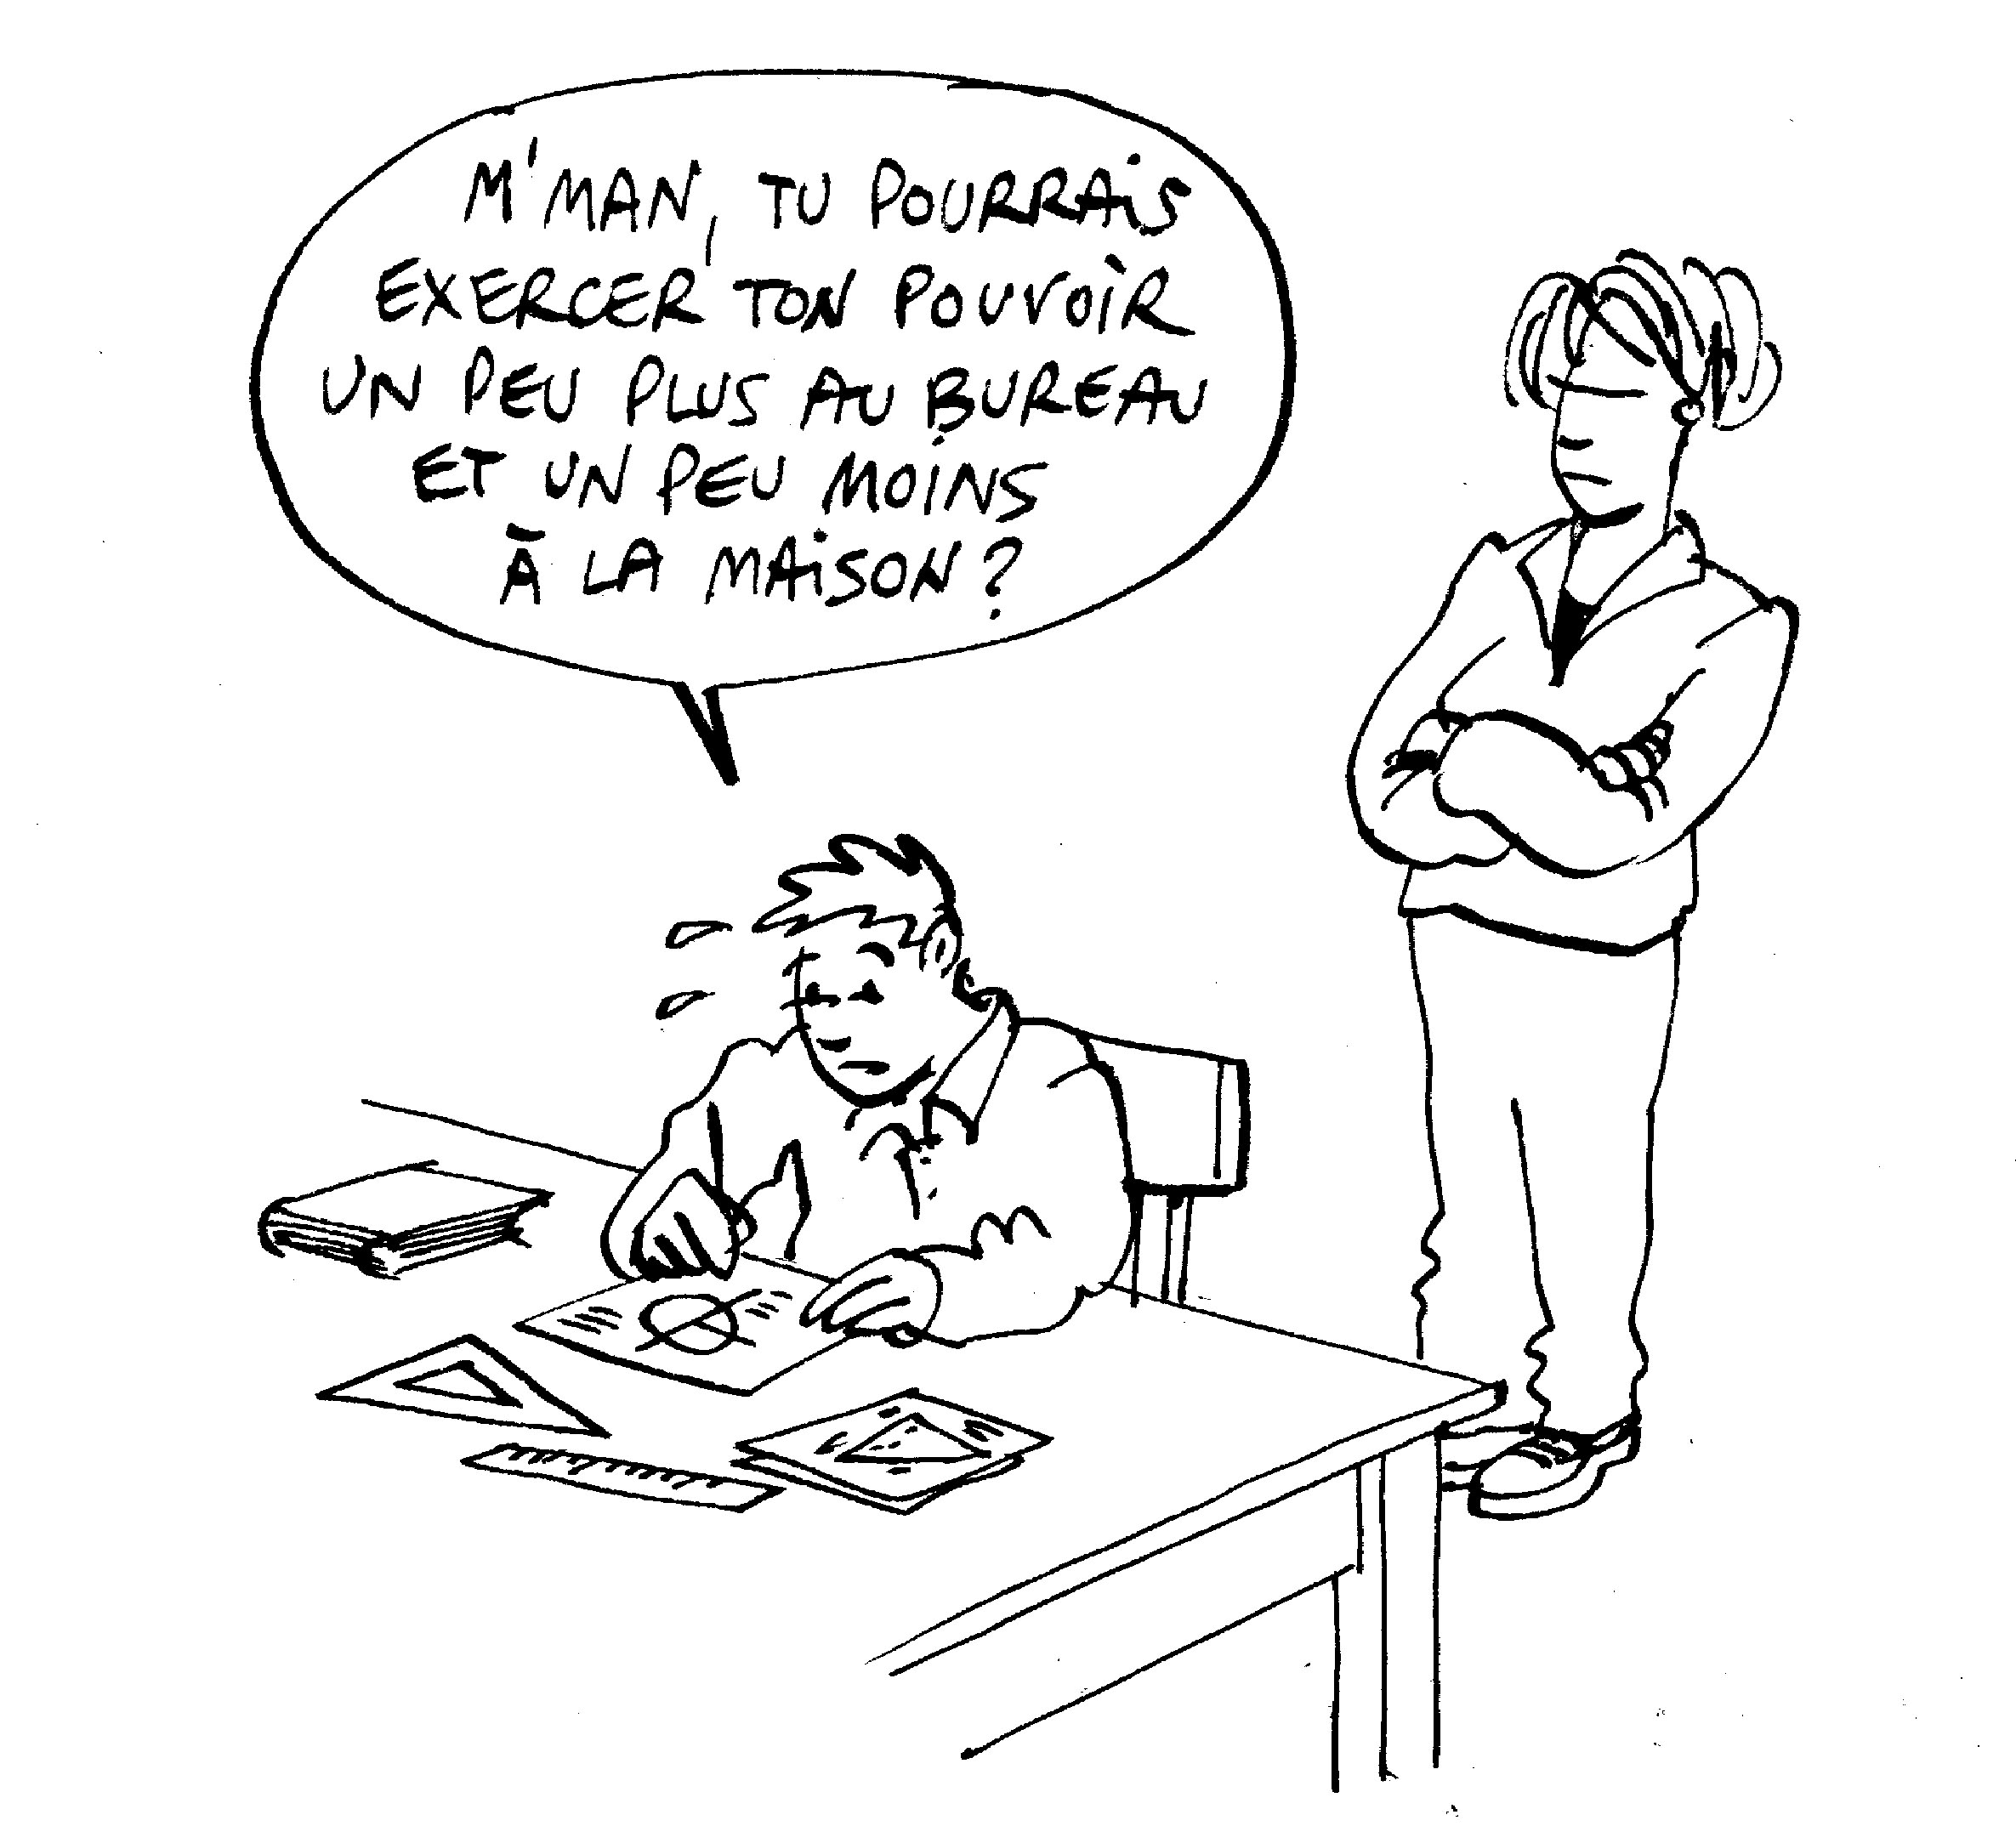 M'MAN, TU POURRAIS
EXERCER TON POUVOIR
UN PEU PLUS AU BUREAU
ET UN PEU MOINS
À LA MAISON ?